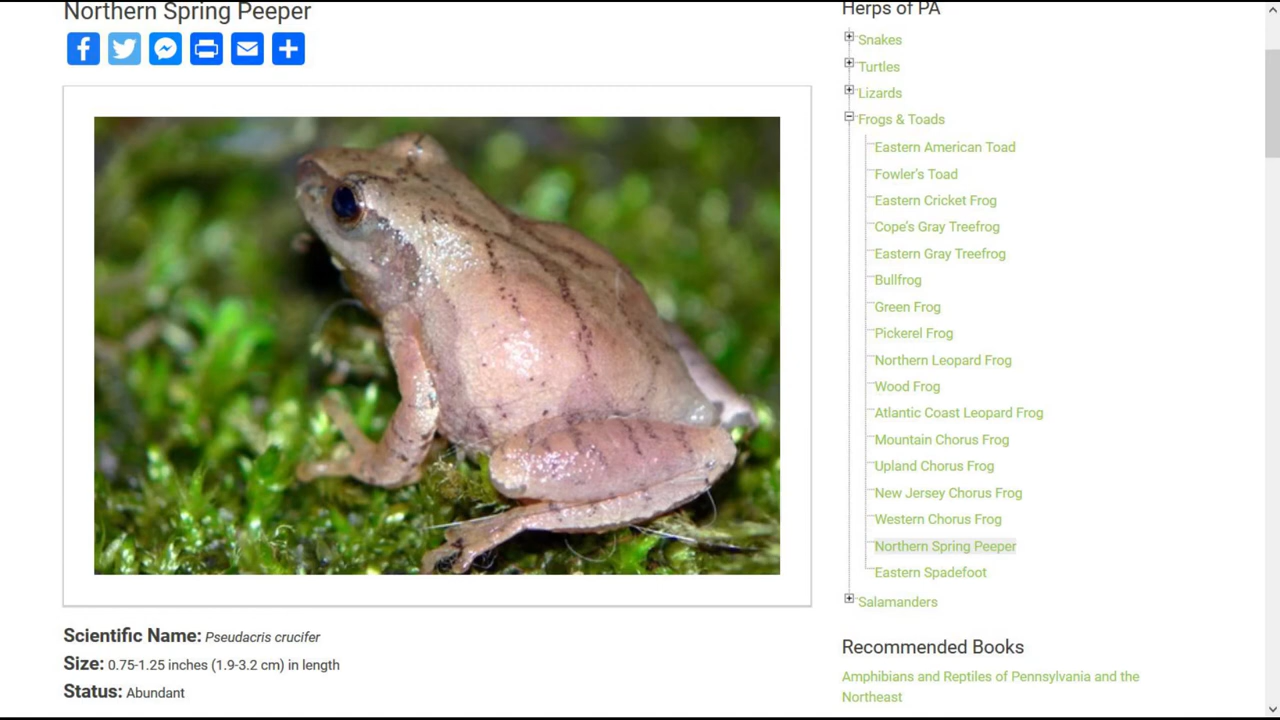 Northern Spring Peeper
Scientific Name: Pseudacris crucifer
Size: 0.75-1.25 inches (1.9-3.2 cm) in length
Status: Abundant
Herps of PA
Snakes
Turtles
Lizards
Frogs & Toads
Eastern American Toad
Fowler's Toad
Eastern Cricket Frog
Cope's Gray Treefrog
Eastern Gray Treefrog
Bullfrog
Green Frog
Pickerel Frog
Northern Leopard Frog
Wood Frog
Atlantic Coast Leopard Frog
Mountain Chorus Frog
Upland Chorus Frog
New Jersey Chorus Frog
Western Chorus Frog
Northern Spring Peeper
Eastern Spadefoot
Salamanders
Recommended Books
Amphibians and Reptiles of Pennsylvania and the
Northeast